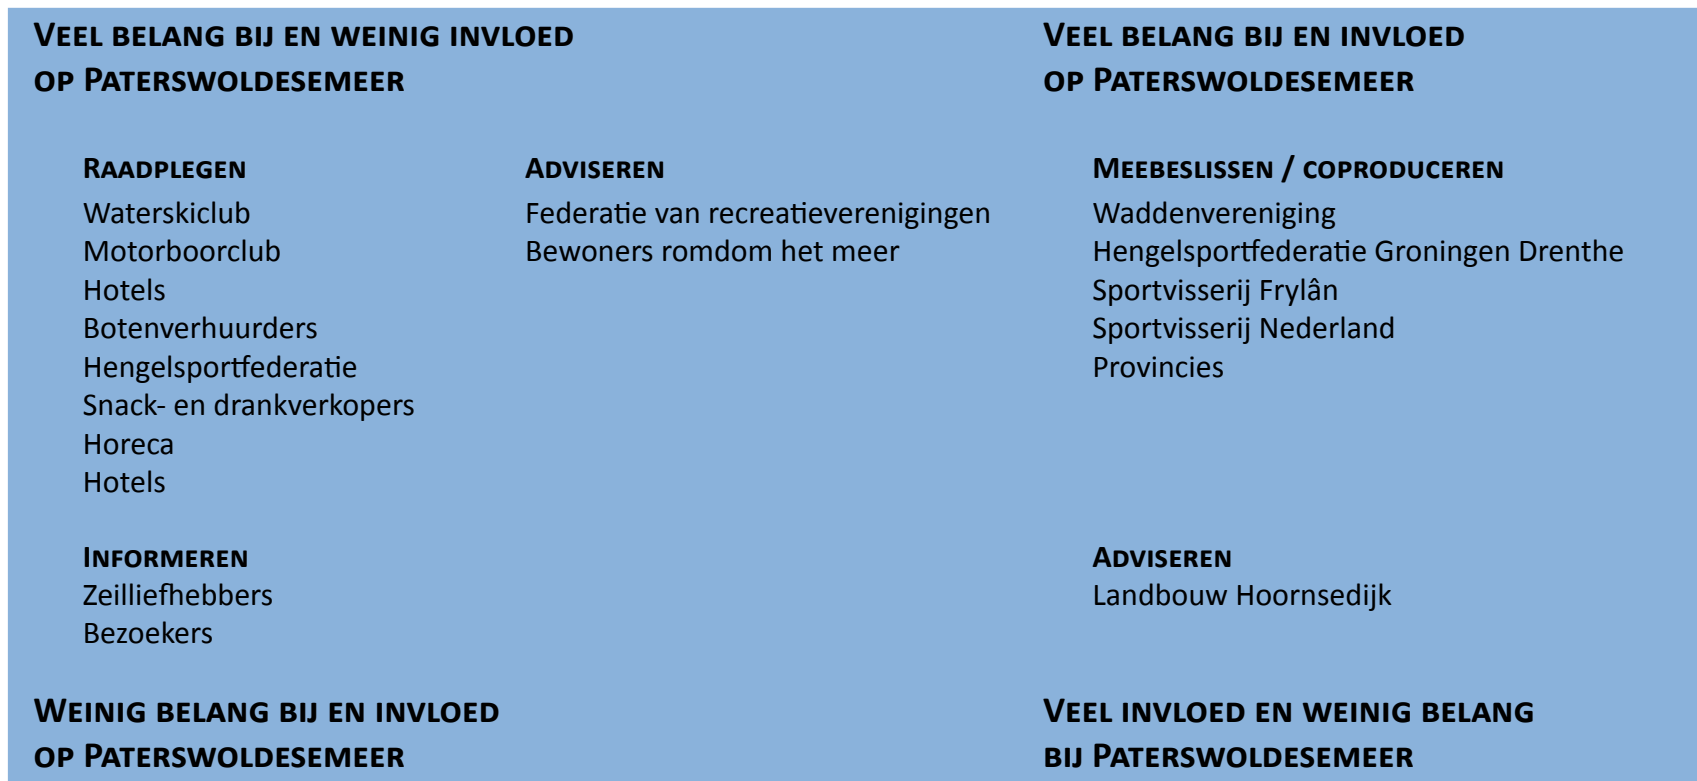 VEEL BELANG BIJ EN WEINIG INVLOED
OP PATERSWOLDESEMEER
RAADPLEGEN
Waterskiclub
Motorboorclub
Hotels
Botenverhuurders
Hengelsportfederatie
Snack- en drankverkopers
Horeca
Hotels
ADVISEREN
Federatie van recreatieverenigingen
Bewoners romdom het meer
VEEL BELANG BIJ EN INVLOED
OP PATERSWOLDESEMEER
MEEBESLISSEN / COPRODUCEREN
Waddenvereniging
Hengelsportfederatie Groningen Drenthe
Sportvisserij Frylân
Sportvisserij Nederland
Provincies
INFORMEREN
Zeilliefhebbers
Bezoekers
WEINIG BELANG BIJ EN INVLOED
OP PATERSWOLDESEMEER
ADVISEREN
Landbouw Hoornsedijk
VEEL INVLOED EN WEINIG BELANG
BIJ PATERSWOLDESEMEER